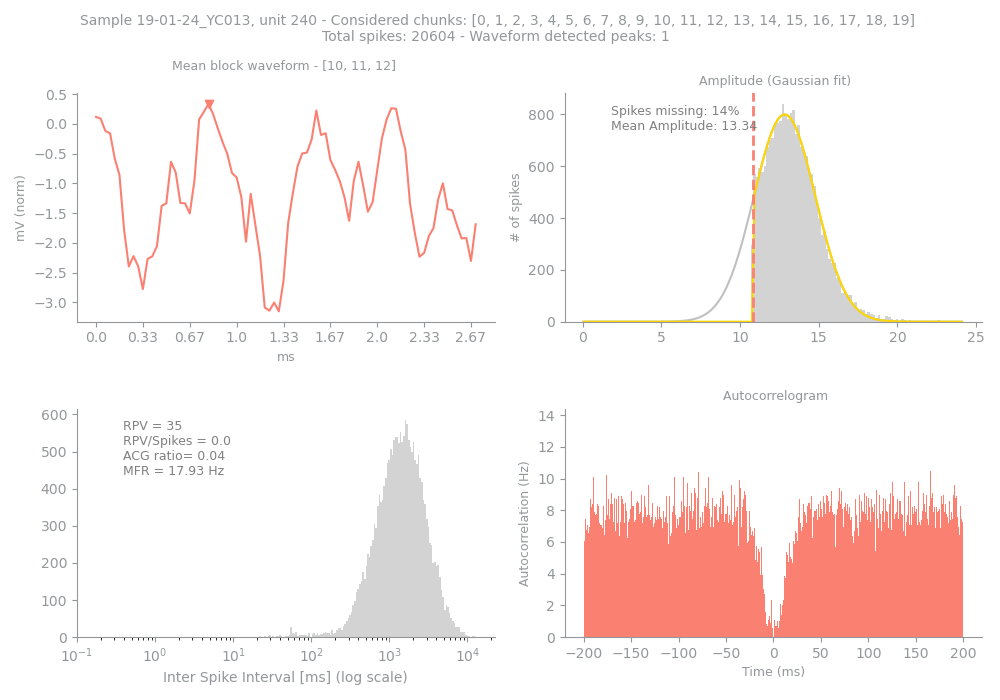 Sample 19-01-24_YC013, unit 240 - Considered chunks: [0, 1, 2, 3, 4, 5, 6, 7, 8, 9, 10, 11, 12, 13, 14, 15, 16, 17, 18, 19]
Total spikes: 20604 - Waveform detected peaks: 1
Mean block waveform - [10, 11, 12]
mV (norm)
0.5
0.0
−0.5
−1.0
−1.5
−2.0
−2.5
−3.0
0.0 0.33 0.67 1.0 1.33 1.67 2.0 2.33 2.67
ms
Amplitude (Gaussian fit)
Spikes missing: 14%
Mean Amplitude: 13.34
# of spikes
800
600
400
200
0
0 5 10 15 20 25
RPV = 35
RPV/Spikes = 0.0
ACG ratio= 0.04
MFR = 17.93 Hz
600
500
400
300
200
100
0
10⁻¹ 10⁰ 10¹ 10² 10³ 10⁴
Inter Spike Interval [ms] (log scale)
Autocorrelogram
Autocorrelation (Hz)
14
12
10
8
6
4
2
0
−200 −150 −100 −50 0 50 100 150 200
Time (ms)